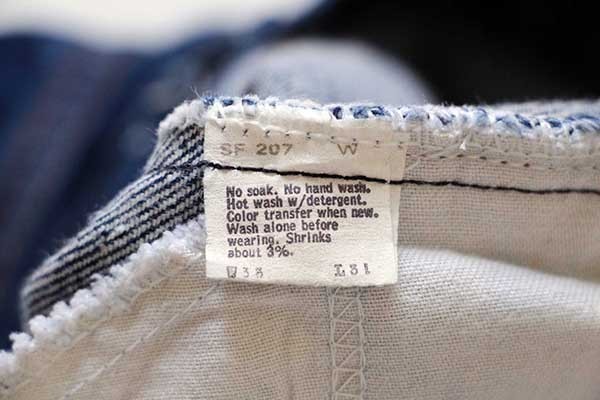 SF 207 W
No soak. No hand wash.
Hot wash w/detergent.
Color transfer when new.
Wash alone before
wearing. Shrinks
about 3%.
W38 L31